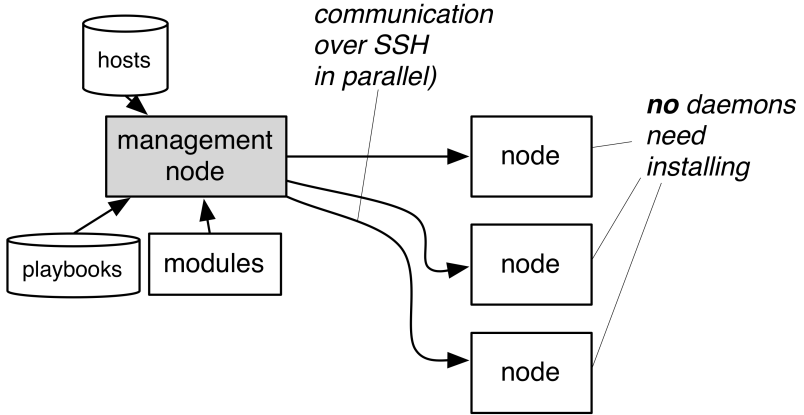 communication
over SSH
in parallel)
hosts
no daemons
need
installing
management
node
node
playbooks
modules
node
node